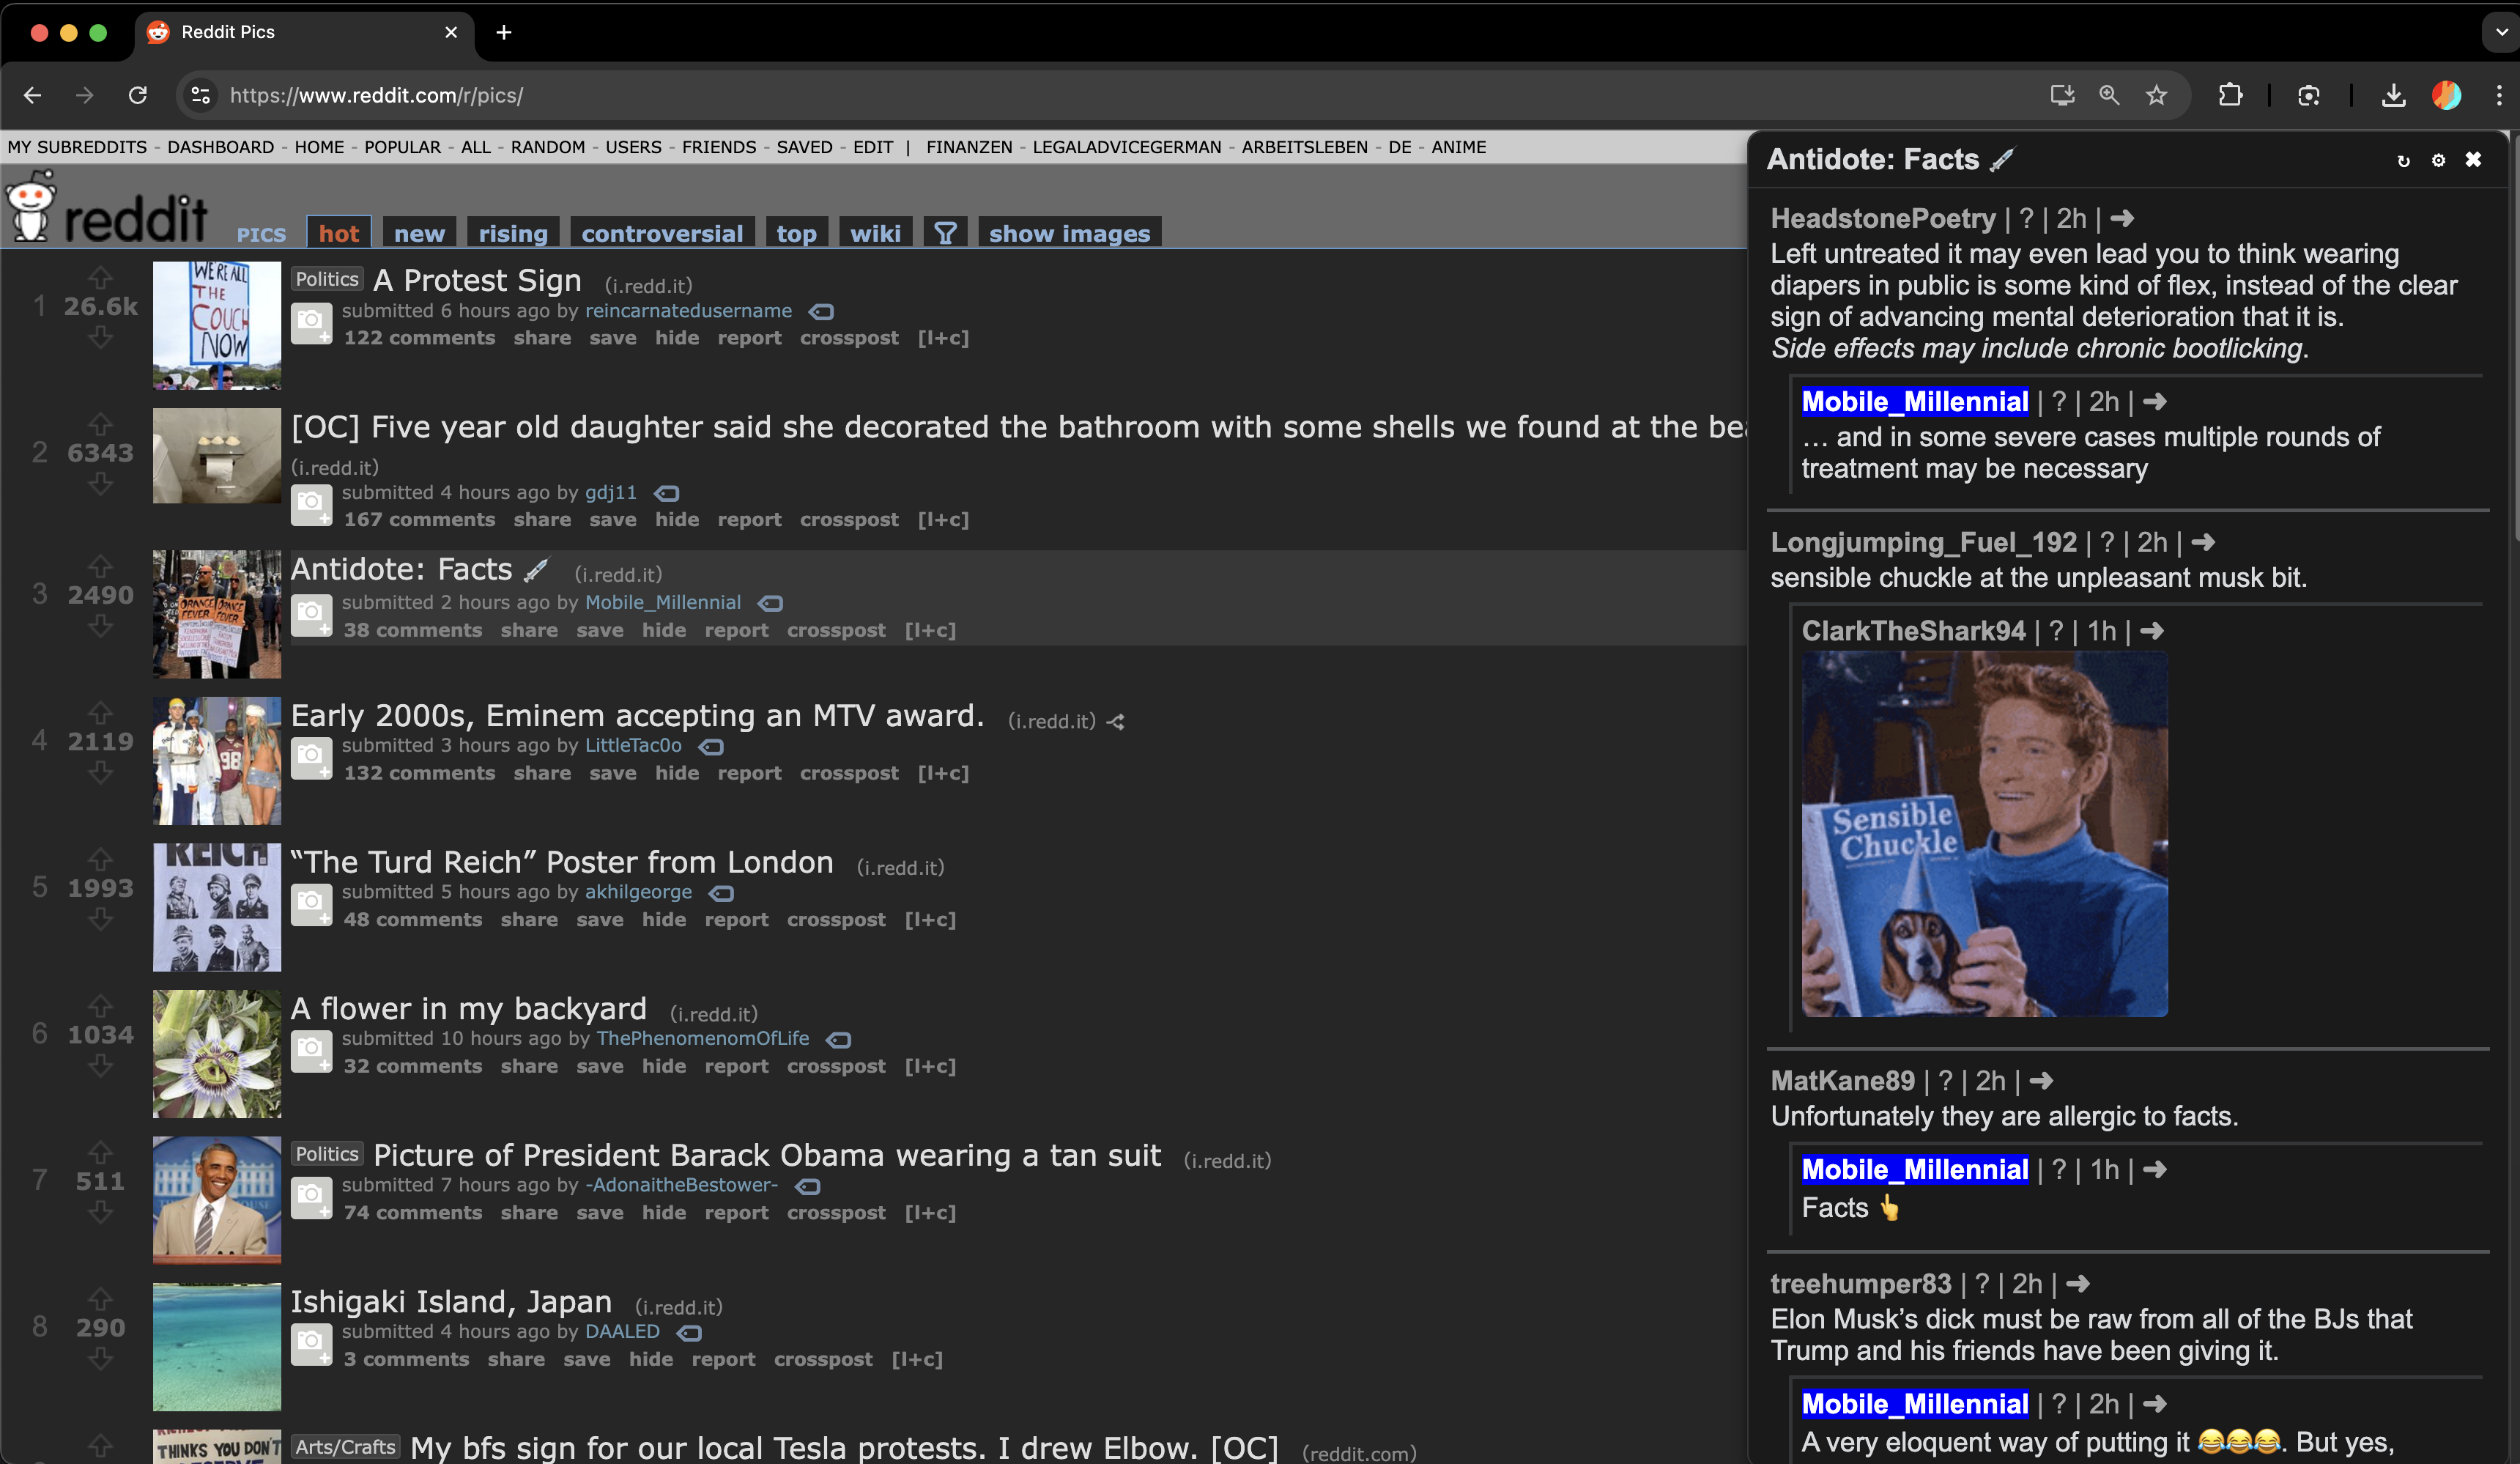 Reddit Pics
https://www.reddit.com/r/pics/
MY SUBREDDITS - DASHBOARD - HOME - POPULAR - ALL - RANDOM - USERS - FRIENDS - SAVED - EDIT | FINANZEN - LEGALADVICEGERMAN - ARBEITSLEBEN - DE - ANIME
reddit PICS hot new rising controversial top wiki show images
1 26.6k
WE'RE ALL
THE
COUCH
NOW
Politics A Protest Sign (i.redd.it)
submitted 6 hours ago by reincarnatedusername
122 comments share save hide report crosspost [l+c]
2 6343
[OC] Five year old daughter said she decorated the bathroom with some shells we found at the
(i.redd.it)
submitted 4 hours ago by gdj11
167 comments share save hide report crosspost [l+c]
3 2490
ORANGE FEVER
ORANGE FEVER
Antidote: Facts 💉 (i.redd.it)
submitted 2 hours ago by Mobile_Millennial
38 comments share save hide report crosspost [l+c]
4 2119
98
Early 2000s, Eminem accepting an MTV award. (i.redd.it)
submitted 3 hours ago by LittleTac0o
132 comments share save hide report crosspost [l+c]
5 1993
REICH
“The Turd Reich” Poster from London (i.redd.it)
submitted 5 hours ago by akhilgeorge
48 comments share save hide report crosspost [l+c]
6 1034
A flower in my backyard (i.redd.it)
submitted 10 hours ago by ThePhenomenomOfLife
32 comments share save hide report crosspost [l+c]
7 511
Politics Picture of President Barack Obama wearing a tan suit (i.redd.it)
submitted 7 hours ago by -AdonaitheBestower-
74 comments share save hide report crosspost [l+c]
8 290
Ishigaki Island, Japan (i.redd.it)
submitted 4 hours ago by DAALED
3 comments share save hide report crosspost [l+c]
THINKS YOU DON'T
Arts/Crafts My bfs sign for our local Tesla protests. I drew Elbow. [OC] (reddit.com)
Antidote: Facts 💉
HeadstonePoetry | ? | 2h | ➜
Left untreated it may even lead you to think wearing
diapers in public is some kind of flex, instead of the clear
sign of advancing mental deterioration that it is.
Side effects may include chronic bootlicking.
Mobile_Millennial | ? | 2h | ➜
… and in some severe cases multiple rounds of
treatment may be necessary
Longjumping_Fuel_192 | ? | 2h | ➜
sensible chuckle at the unpleasant musk bit.
ClarkTheShark94 | ? | 1h | ➜
Sensible
Chuckle
MatKane89 | ? | 2h | ➜
Unfortunately they are allergic to facts.
Mobile_Millennial | ? | 1h | ➜
Facts 👆
treehumper83 | ? | 2h | ➜
Elon Musk’s dick must be raw from all of the BJs that
Trump and his friends have been giving it.
Mobile_Millennial | ? | 2h | ➜
A very eloquent way of putting it 😂😂😂. But yes,